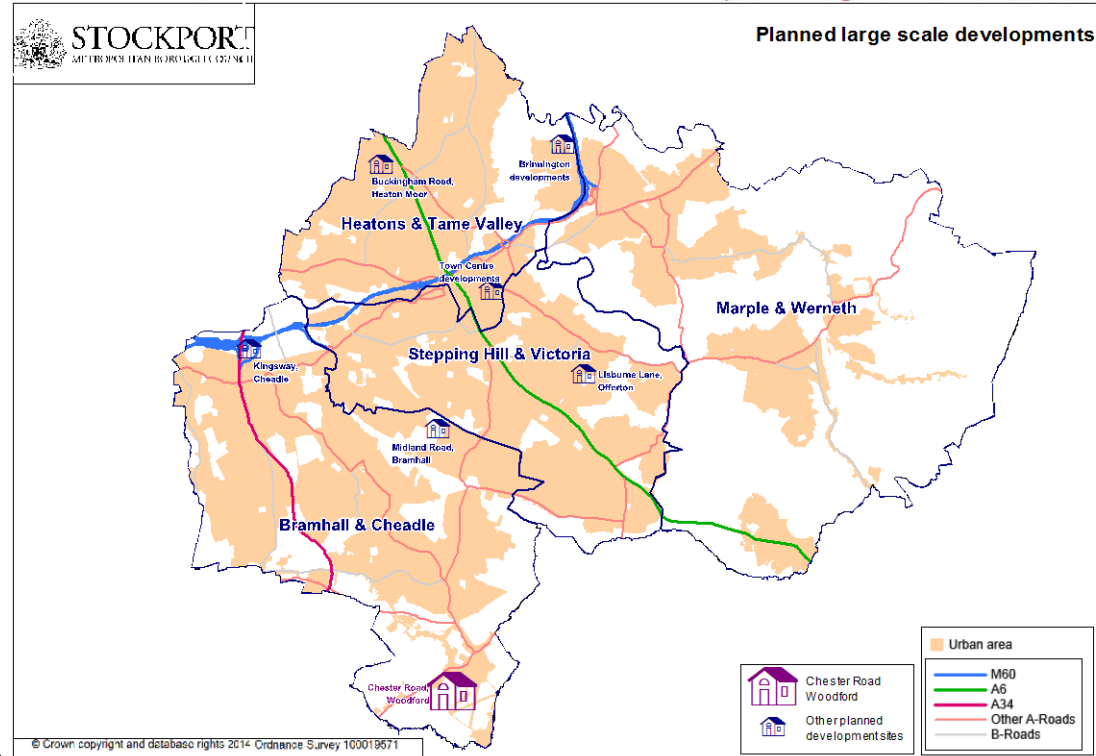 STOCKPORT
METROPOLITAN BOROUGH COUNCIL
Planned large scale developments
Brinnington
developments
Buckingham Road,
Heaton Moor
Heatons & Tame Valley
Town Centre
developments
Marple & Werneth
Stepping Hill & Victoria
Kingsway,
Cheadle
Lisburne Lane,
Offerton
Midland Road,
Bramhall
Bramhall & Cheadle
Chester Road,
Woodford
Urban area
M60
A6
A34
Other A-Roads
B-Roads
Chester Road
Woodford
Other planned
development sites
© Crown copyright and database rights 2014 Ordnance Survey 100019571